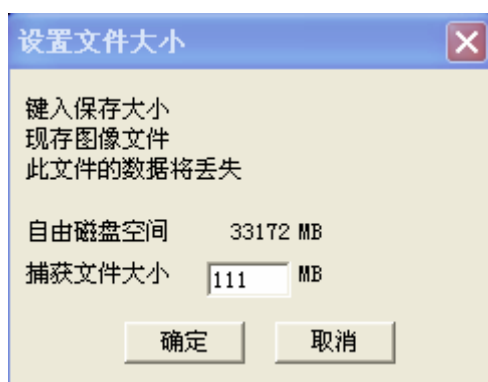 设置文件大小
键入保存大小
现存图像文件
此文件的数据将丢失
自由磁盘空间 33172 MB
捕获文件大小 111 MB
确定 取消